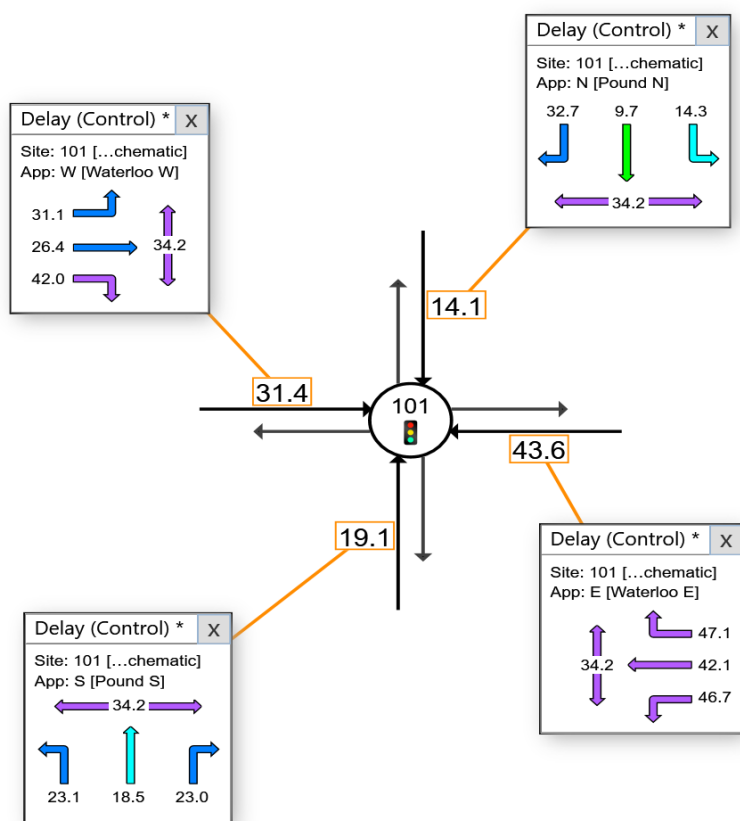 Delay (Control) * X
Site: 101 [...chematic]
App: N [Pound N]
32.7 9.7 14.3
34.2
Delay (Control) * X
Site: 101 [...chematic]
App: W [Waterloo W]
31.1
26.4
42.0
34.2
14.1
31.4
101
43.6
19.1
Delay (Control) * X
Site: 101 [...chematic]
App: E [Waterloo E]
34.2
47.1
42.1
46.7
Delay (Control) * X
Site: 101 [...chematic]
App: S [Pound S]
34.2
23.1 18.5 23.0